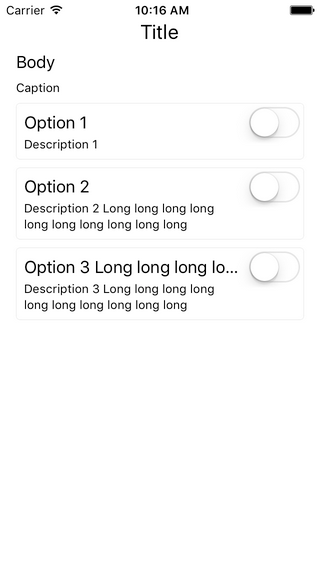 Carrier 10:16 AM
Title
Body
Caption
Option 1
Description 1
Option 2
Description 2 Long long long long
long long long long long long
Option 3 Long long long lo...
Description 3 Long long long long
long long long long long long